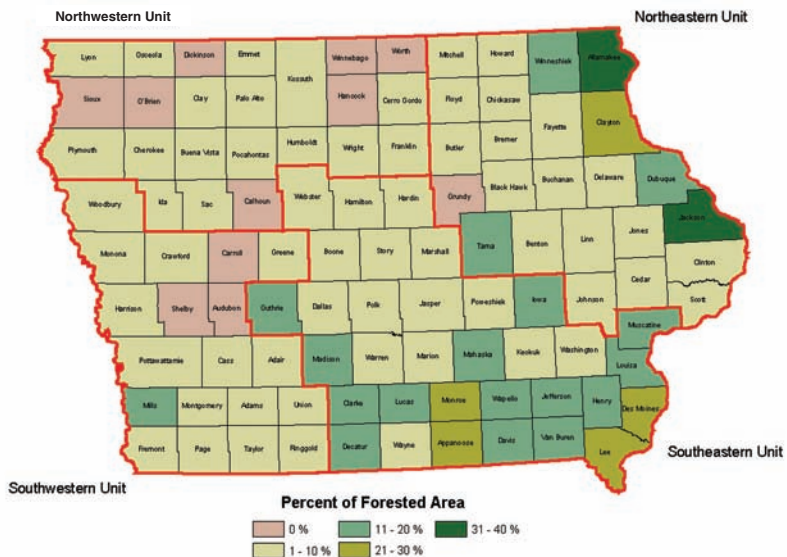 Northwestern Unit
Northeastern Unit
Lyon Osceola Dickinson Emmet Kossuth Winnebago Worth Mitchell Howard Winneshiek Allamakee
Sioux O'Brien Clay Palo Alto Hancock Cerro Gordo Floyd Chickasaw Fayette Clayton
Plymouth Cherokee Buena Vista Pocahontas Humboldt Wright Franklin Butler Bremer
Woodbury Ida Sac Calhoun Webster Hamilton Hardin Grundy Black Hawk Buchanan Delaware Dubuque
Monona Crawford Carroll Greene Boone Story Marshall Tama Benton Linn Jones Jackson
Harrison Shelby Audubon Guthrie Dallas Polk Jasper Poweshiek Iowa Johnson Cedar Clinton
Scott
Muscatine
Pottawattamie Cass Adair Madison Warren Marion Mahaska Keokuk Washington Louisa
Mills Montgomery Adams Union Clarke Lucas Monroe Wapello Jefferson Henry Des Moines
Fremont Page Taylor Ringgold Decatur Wayne Appanoose Davis Van Buren Lee
Southeastern Unit
Southwestern Unit
Percent of Forested Area
0 % 11 - 20 % 31 - 40 %
1 - 10 % 21 - 30 %